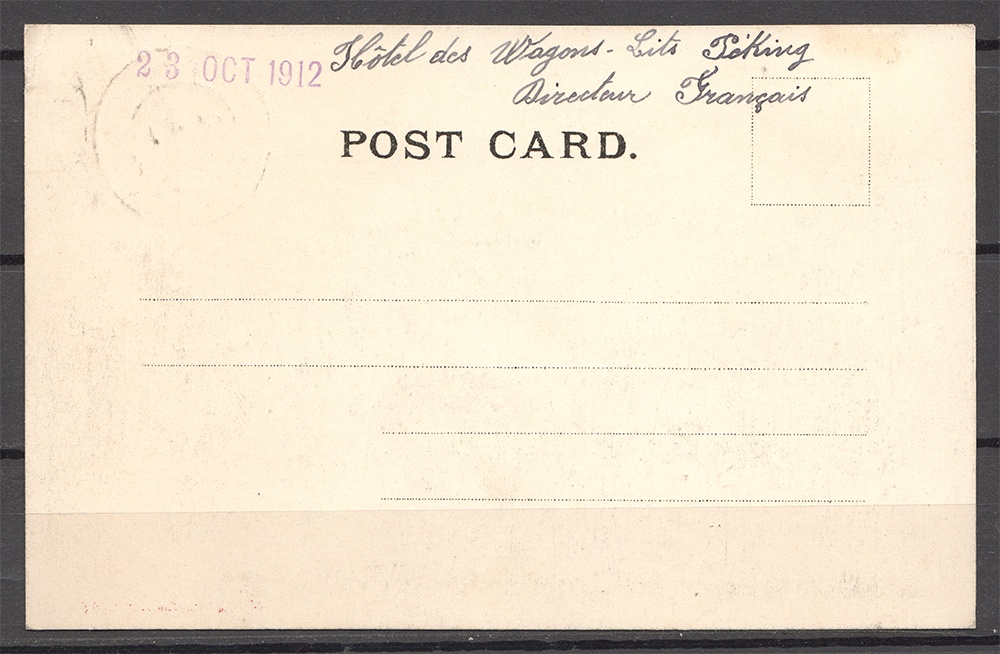 23 OCT 1912
Hôtel des Wagons-Lits Péking
Directeur Français
POST CARD.